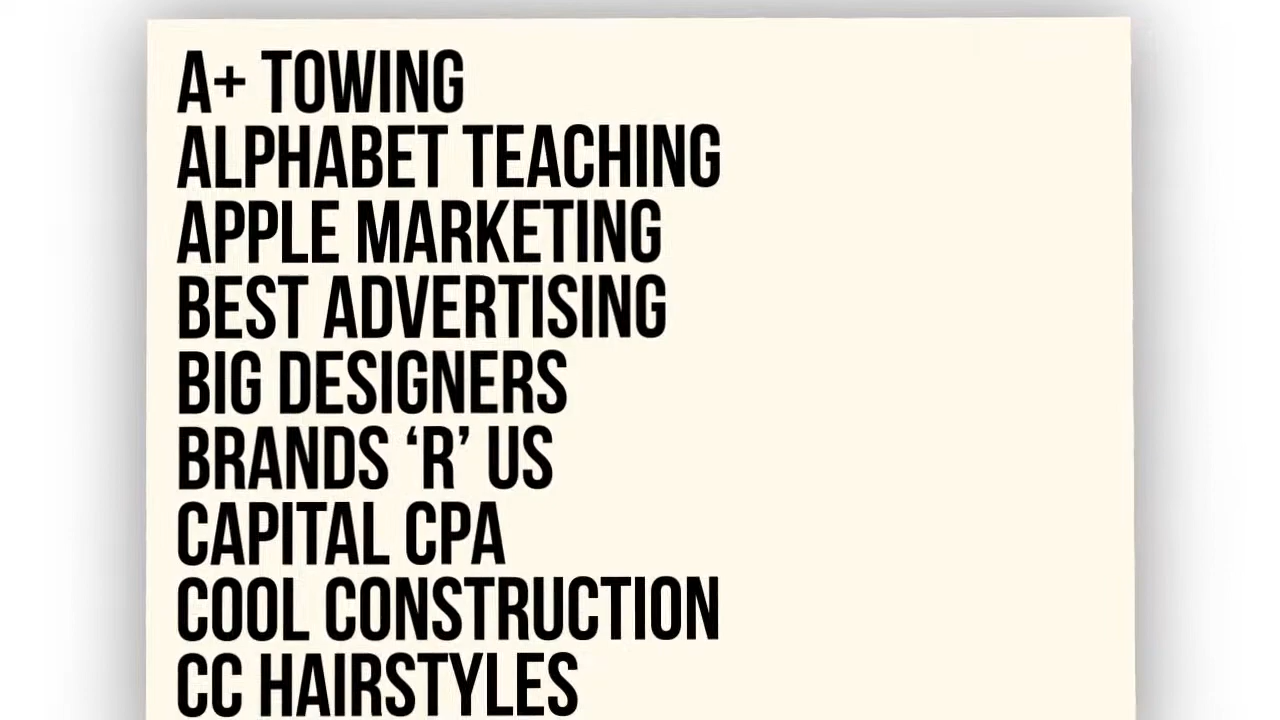 A+ TOWING
ALPHABET TEACHING
APPLE MARKETING
BEST ADVERTISING
BIG DESIGNERS
BRANDS ‘R’ US
CAPITAL CPA
COOL CONSTRUCTION
CC HAIRSTYLES